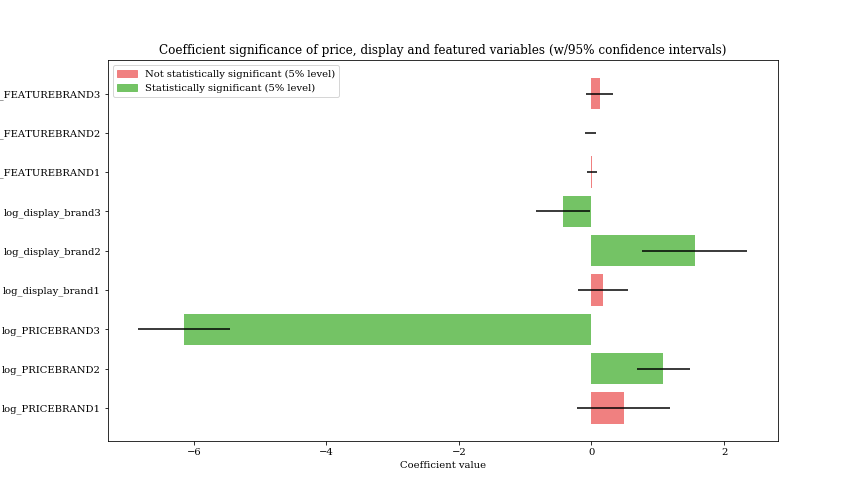 Coefficient significance of price, display and featured variables (w/95% confidence intervals)
Not statistically significant (5% level)
Statistically significant (5% level)
_FEATUREBRAND3
_FEATUREBRAND2
_FEATUREBRAND1
log_display_brand3
log_display_brand2
log_display_brand1
log_PRICEBRAND3
log_PRICEBRAND2
log_PRICEBRAND1
−6 −4 −2 0 2
Coefficient value